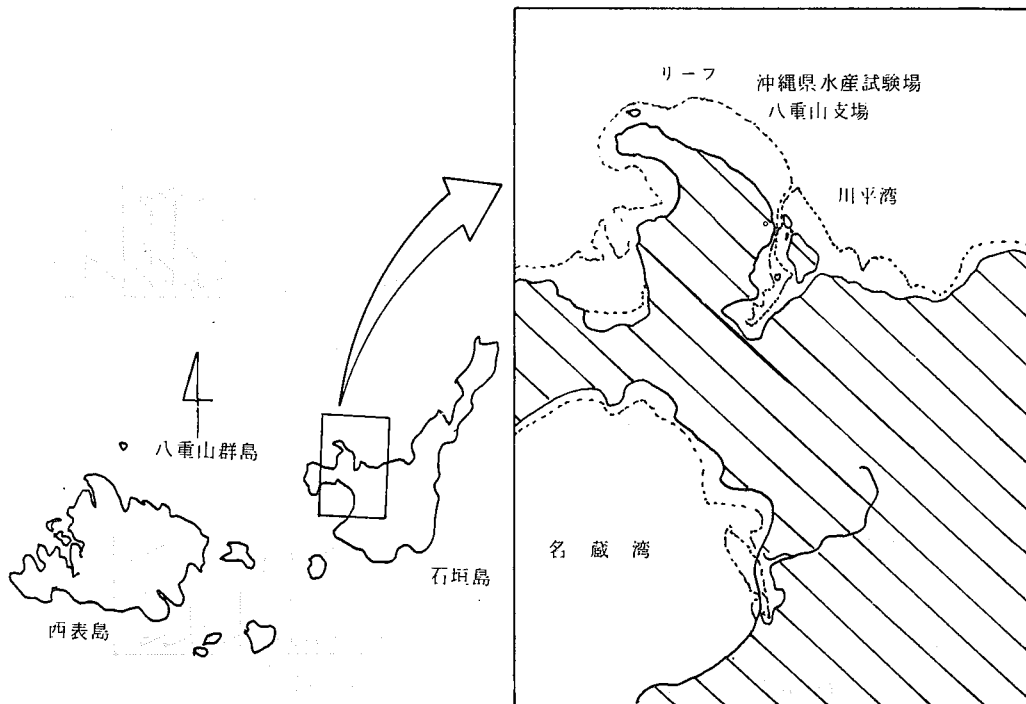 リーフ
沖縄県水産試験場
八重山支場
川平湾
八重山群島
名蔵湾
石垣島
西表島